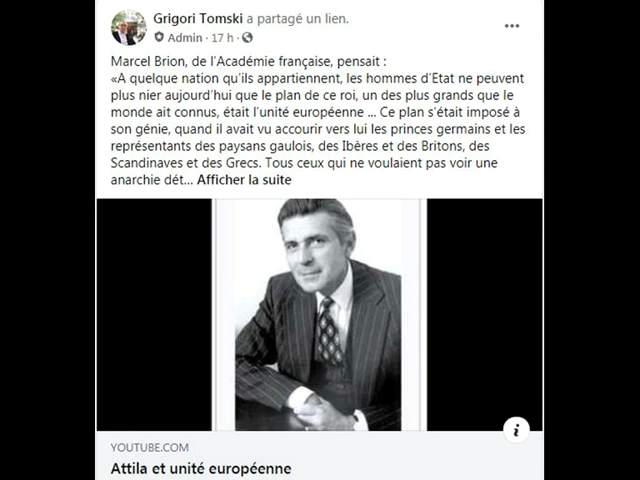 Grigori Tomski a partagé un lien.
Admin · 17 h ·
Marcel Brion, de l'Académie française, pensait :
«A quelque nation qu'ils appartiennent, les hommes d'Etat ne peuvent
plus nier aujourd'hui que le plan de ce roi, un des plus grands que le
monde ait connus, était l'unité européenne ... Ce plan s'était imposé à
son génie, quand il avait vu accourir vers lui les princes germains et les
représentants des paysans gaulois, des Ibères et des Britons, des
Scandinaves et des Grecs. Tous ceux qui ne voulaient pas voir une
anarchie dét... Afficher la suite
YOUTUBE.COM
Attila et unité européenne